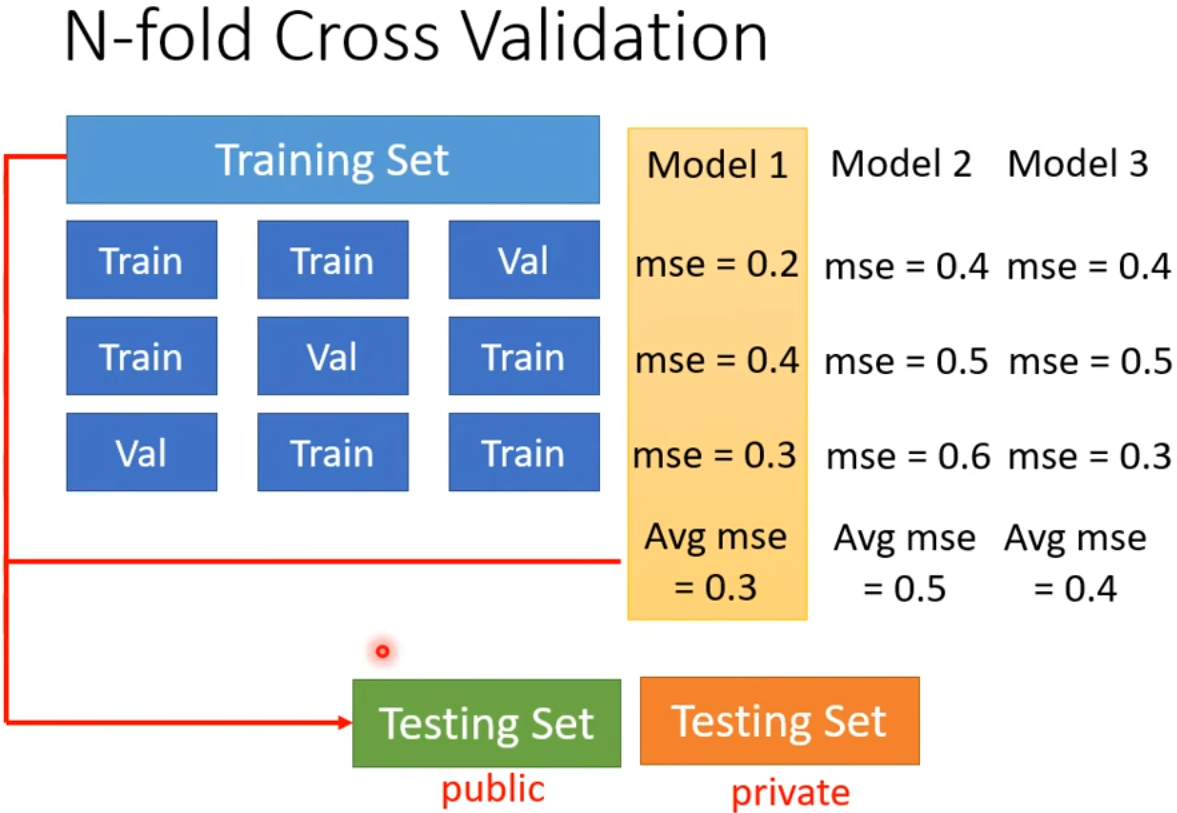 N-fold Cross Validation
Training Set
Model 1 Model 2 Model 3
Train Train Val
mse = 0.2 mse = 0.4 mse = 0.4
Train Val Train
mse = 0.4 mse = 0.5 mse = 0.5
Val Train Train
mse = 0.3 mse = 0.6 mse = 0.3
Avg mse Avg mse Avg mse
= 0.3 = 0.5 = 0.4
Testing Set Testing Set
public private